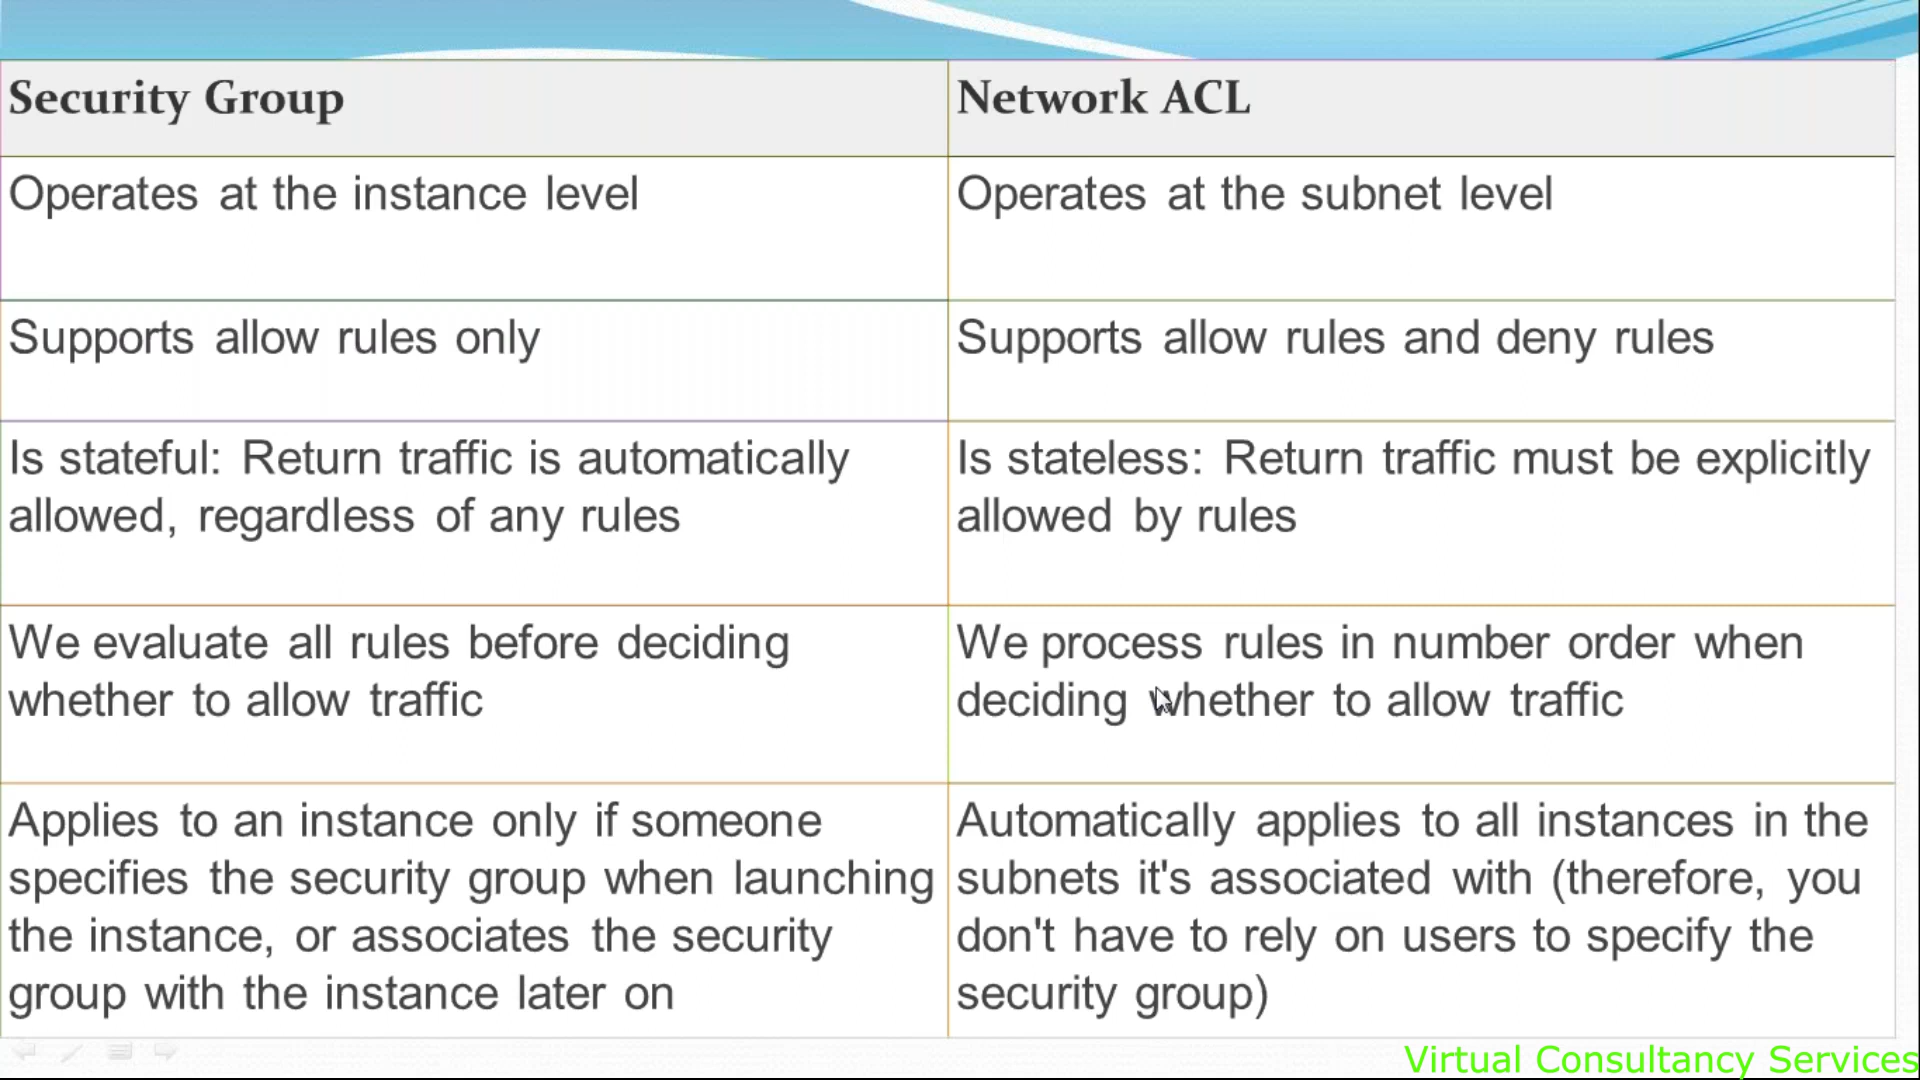 Security Group
Network ACL
Operates at the instance level
Operates at the subnet level
Supports allow rules only
Supports allow rules and deny rules
Is stateful: Return traffic is automatically
allowed, regardless of any rules
Is stateless: Return traffic must be explicitly
allowed by rules
We evaluate all rules before deciding
whether to allow traffic
We process rules in number order when
deciding whether to allow traffic
Applies to an instance only if someone
specifies the security group when launching
the instance, or associates the security
group with the instance later on
Automatically applies to all instances in the
subnets it's associated with (therefore, you
don't have to rely on users to specify the
security group)
Virtual Consultancy Services